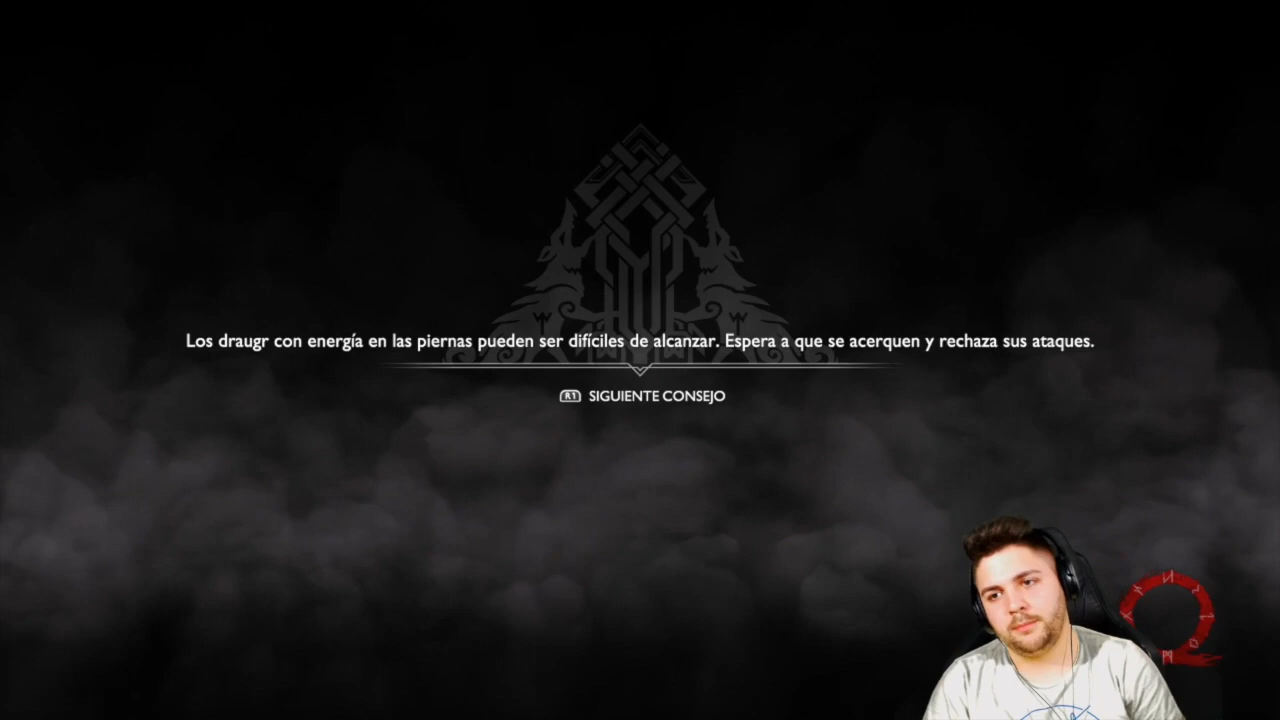 Los draugr con energía en las piernas pueden ser difíciles de alcanzar. Espera a que se acerquen y rechaza sus ataques.
R1 SIGUIENTE CONSEJO